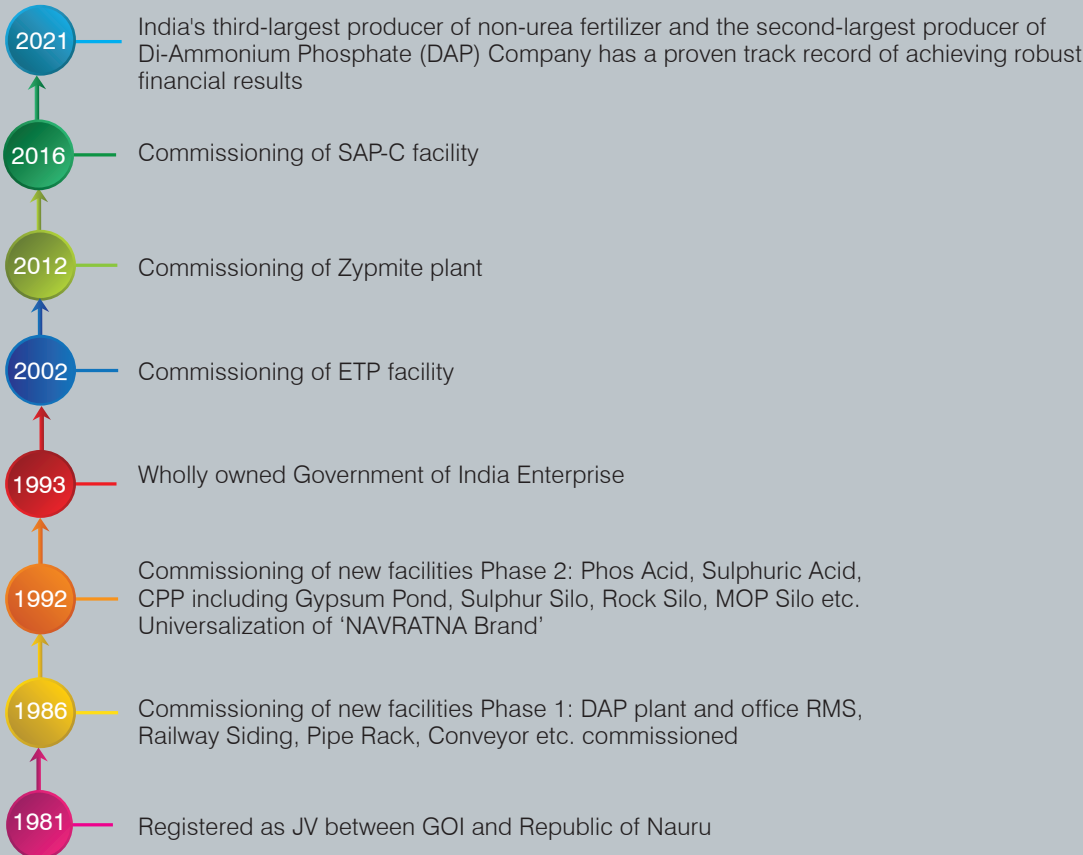 2021
India's third-largest producer of non-urea fertilizer and the second-largest producer of
Di-Ammonium Phosphate (DAP) Company has a proven track record of achieving robust
financial results
2016
Commissioning of SAP-C facility
2012
Commissioning of Zypmite plant
2002
Commissioning of ETP facility
1993
Wholly owned Government of India Enterprise
1992
Commissioning of new facilities Phase 2: Phos Acid, Sulphuric Acid,
CPP including Gypsum Pond, Sulphur Silo, Rock Silo, MOP Silo etc.
Universalization of ‘NAVRATNA Brand’
1986
Commissioning of new facilities Phase 1: DAP plant and office RMS,
Railway Siding, Pipe Rack, Conveyor etc. commissioned
1981
Registered as JV between GOI and Republic of Nauru